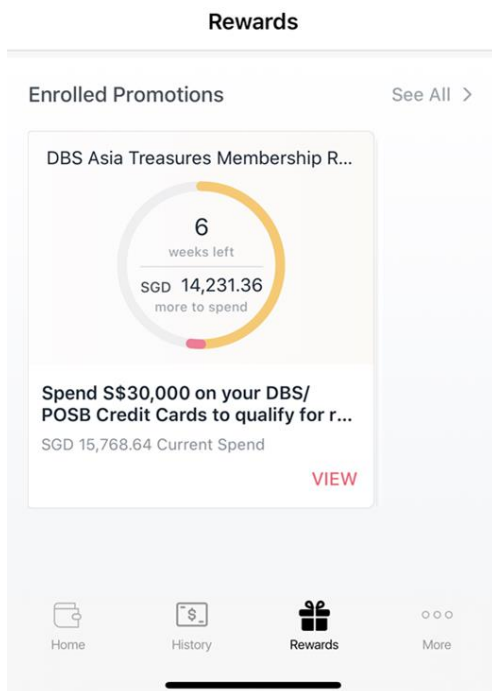 Rewards
Enrolled Promotions
See All >
DBS Asia Treasures Membership R...
6
weeks left
SGD 14,231.36
more to spend
Spend S$30,000 on your DBS/
POSB Credit Cards to qualify for r...
SGD 15,768.64 Current Spend
VIEW
$
Home
History
Rewards
More